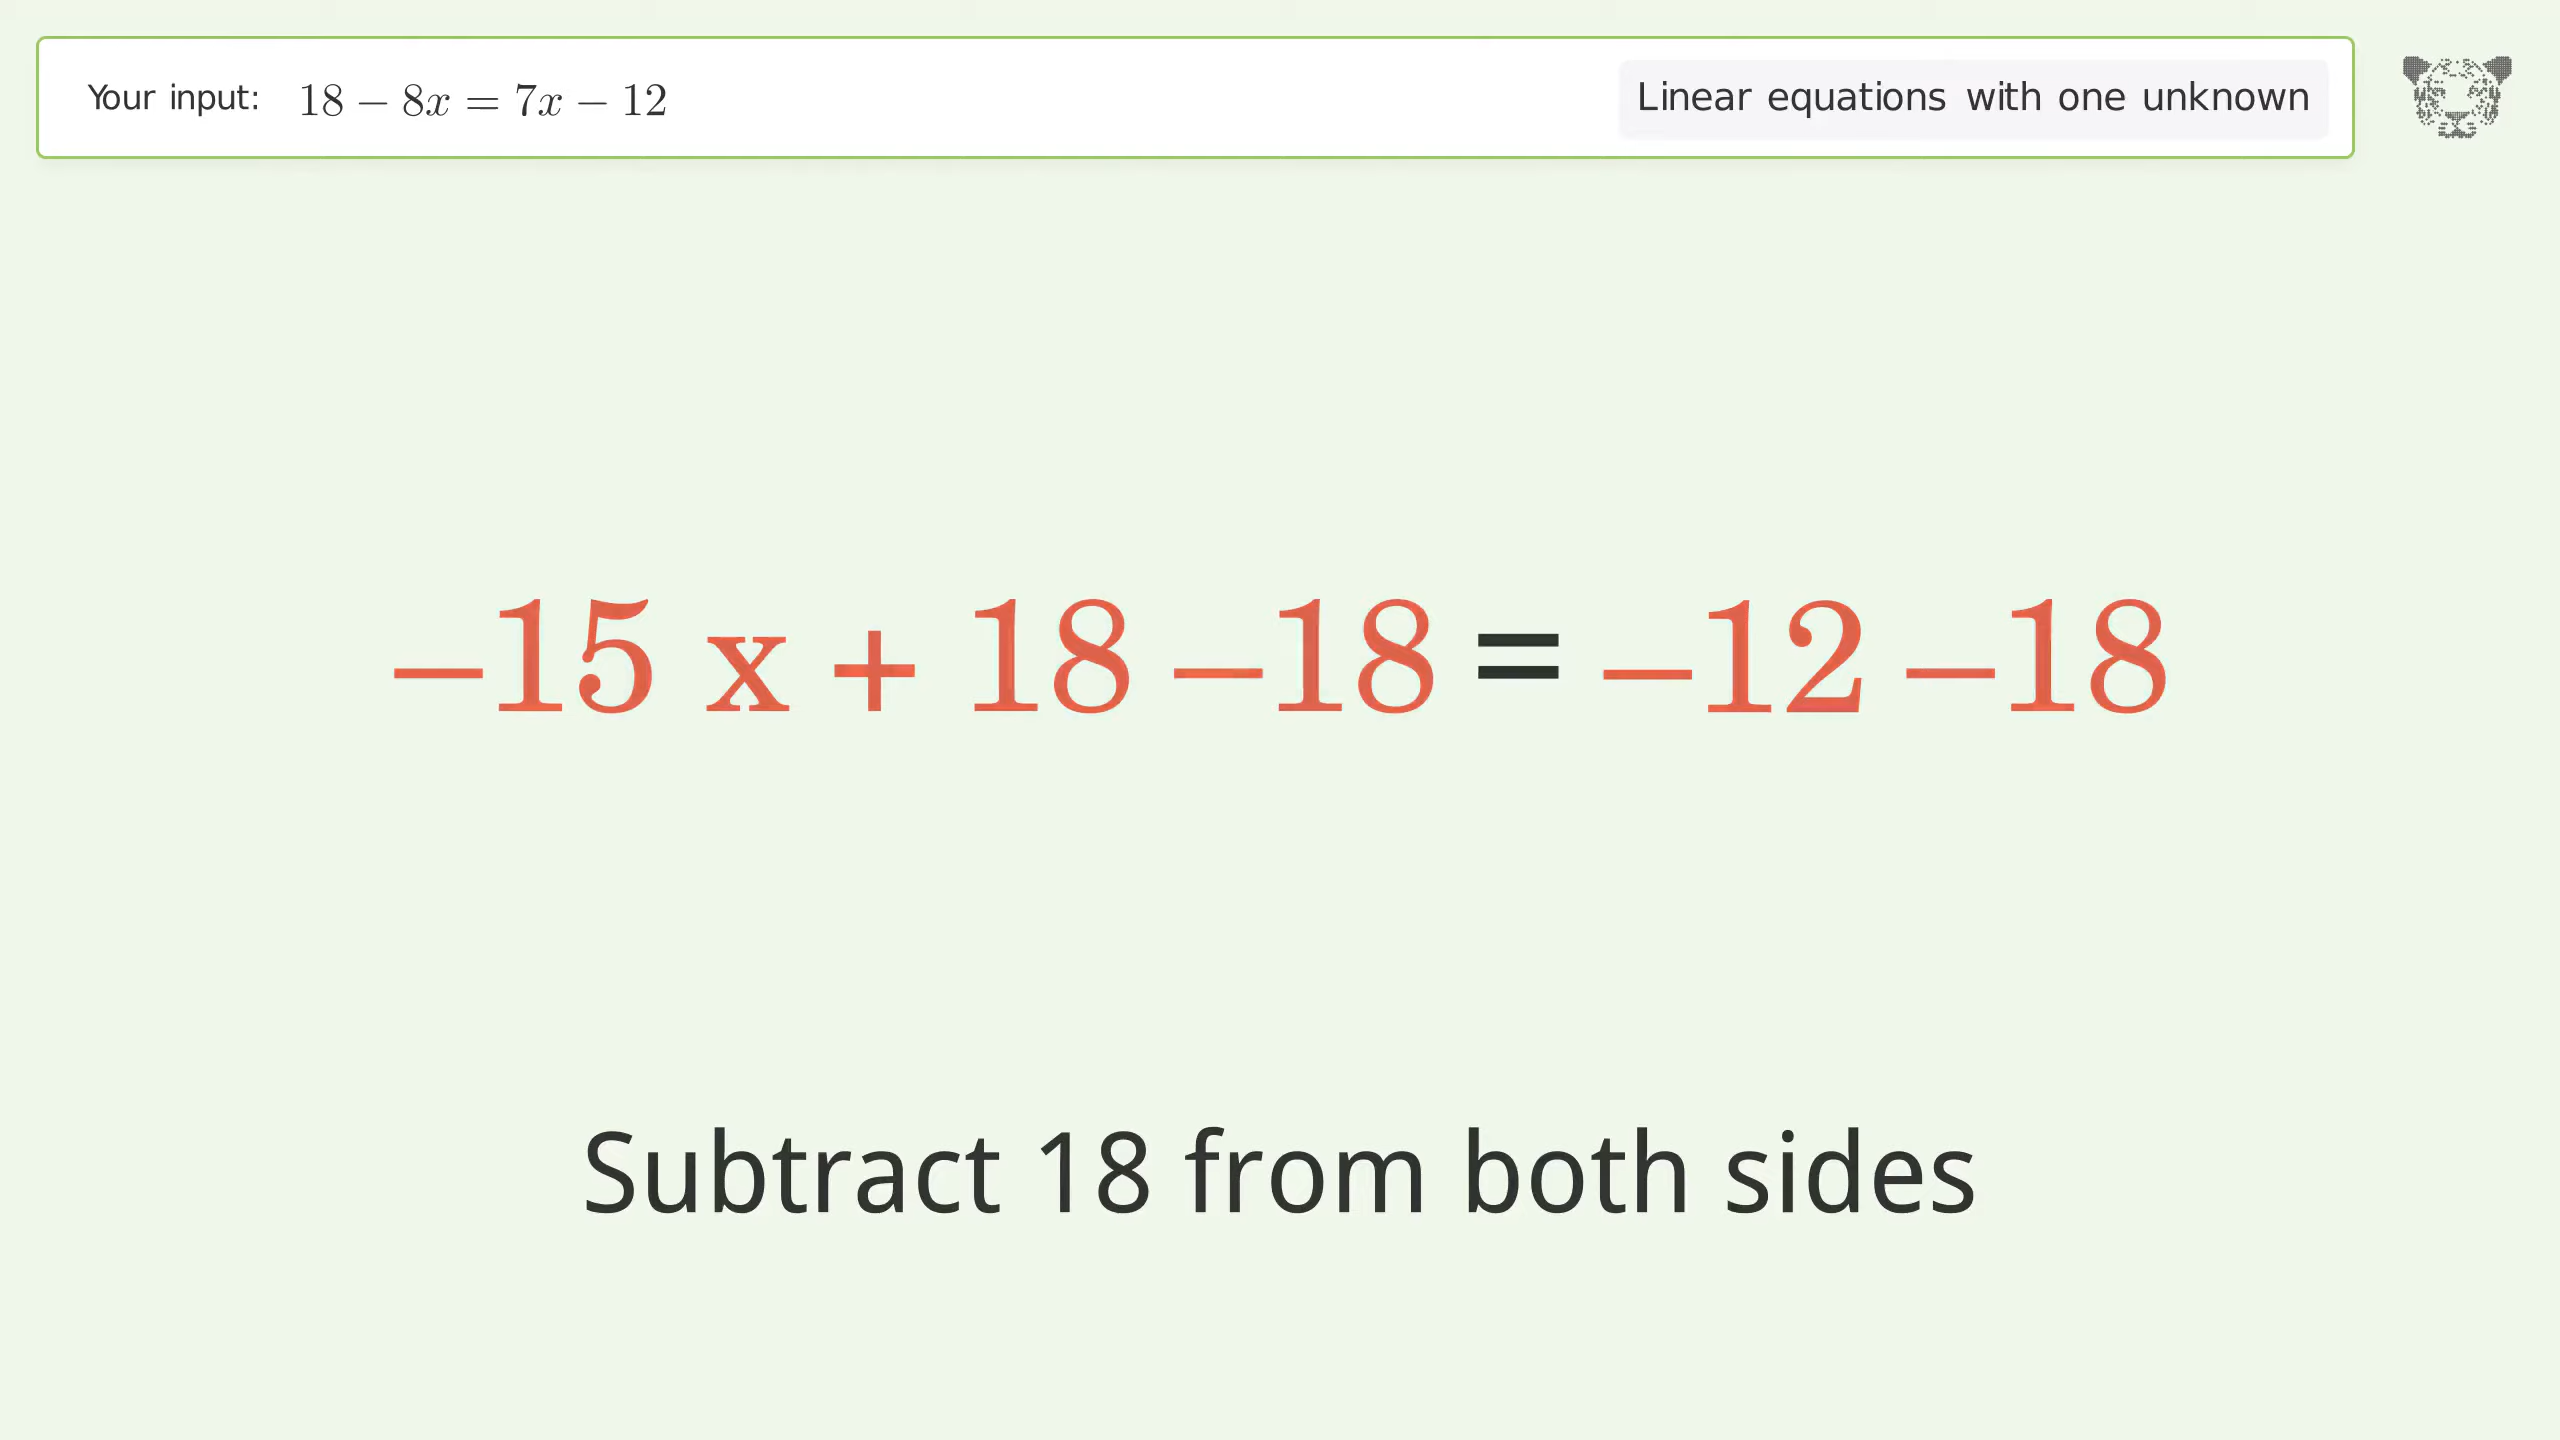 Your input: 18 − 8x = 7x − 12
Linear equations with one unknown
−15 x + 18 −18 = −12 −18
Subtract 18 from both sides